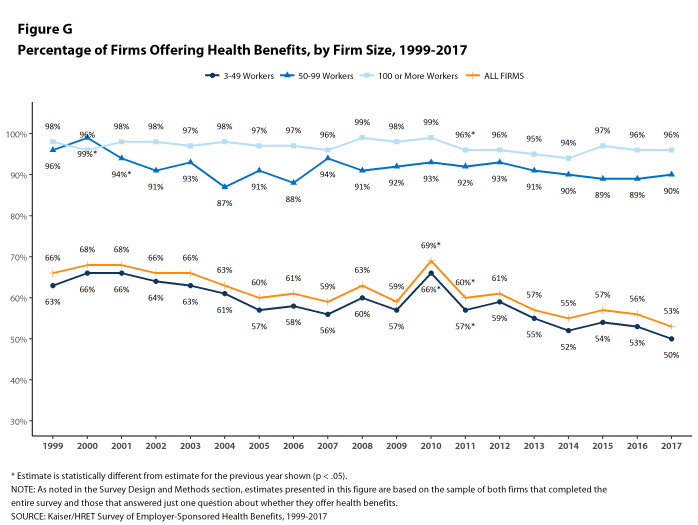 Figure G
Percentage of Firms Offering Health Benefits, by Firm Size, 1999-2017
3-49 Workers 50-99 Workers 100 or More Workers ALL FIRMS
100%
90%
80%
70%
60%
50%
40%
30%
98% 96% 98% 98% 97% 98% 97% 97% 96% 99% 98% 99% 96%* 96% 95% 94% 97% 96% 96%
96% 99%* 94%* 91% 93% 87% 91% 88% 94% 91% 92% 93% 92% 93% 91% 90% 89% 89% 90%
66% 68% 68% 66% 66% 63% 60% 61% 59% 63% 59% 69%* 60%* 61% 57% 55% 57% 56% 53%
63% 66% 66% 64% 63% 61% 57% 58% 56% 60% 57% 66%* 57%* 59% 55% 52% 54% 53% 50%
1999 2000 2001 2002 2003 2004 2005 2006 2007 2008 2009 2010 2011 2012 2013 2014 2015 2016 2017
* Estimate is statistically different from estimate for the previous year shown (p < .05).
NOTE: As noted in the Survey Design and Methods section, estimates presented in this figure are based on the sample of both firms that completed the
entire survey and those that answered just one question about whether they offer health benefits.
SOURCE: Kaiser/HRET Survey of Employer-Sponsored Health Benefits, 1999-2017